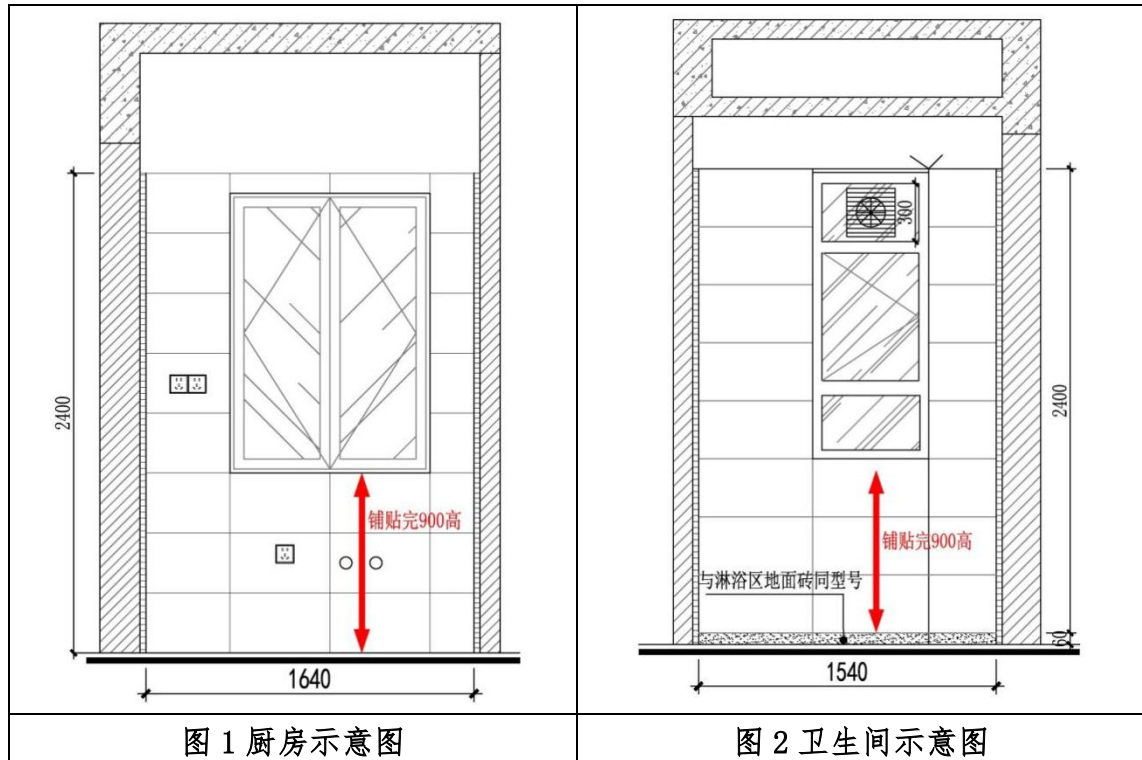 2400
铺贴完900高
1640
300
2400
铺贴完900高
与淋浴区地面砖同型号
60
1540
图 1 厨房示意图
图 2 卫生间示意图